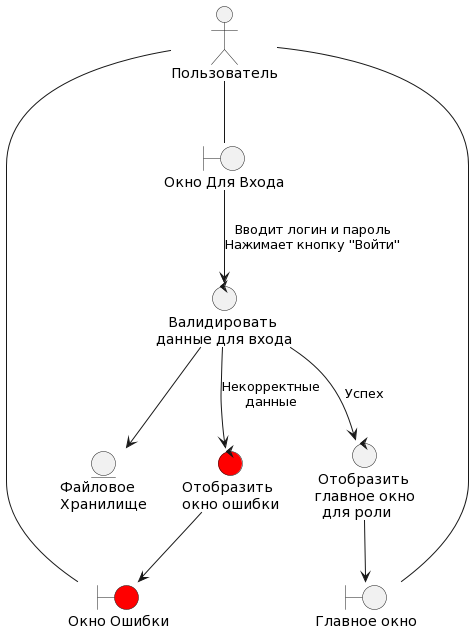 Пользователь
Окно Для Входа
Вводит логин и пароль
Нажимает кнопку "Войти"
Валидировать
данные для входа
Некорректные
данные
Успех
Файловое
Хранилище
Отобразить
окно ошибки
Отобразить
главное окно
для роли
Окно Ошибки
Главное окно